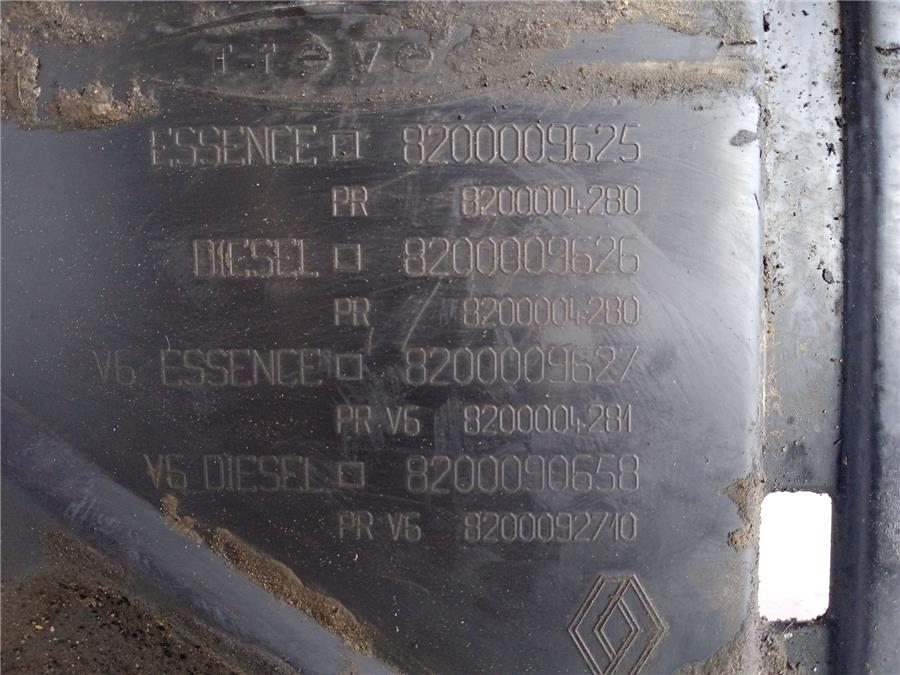 ESSENCE □ 8200009625
PR 8200004280
DIESEL □ 8200009626
PR 8200004280
V6 ESSENCE □ 8200009627
PR V6 8200004281
V6 DIESEL □ 8200090658
PR V6 8200092710